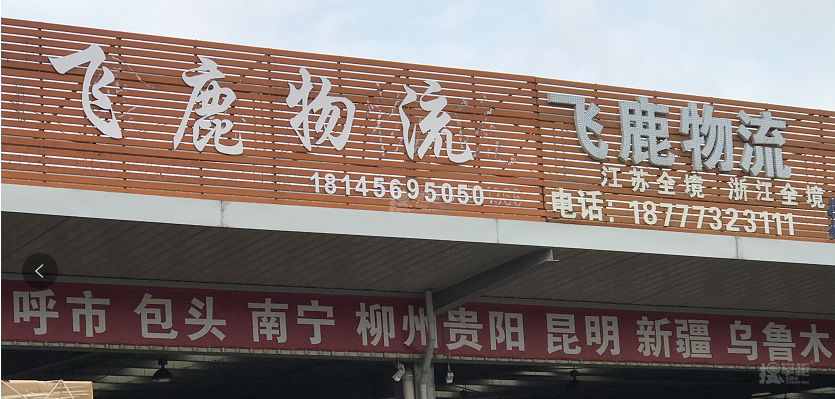 飞鹿物流
18145695050
飞鹿物流
江苏全境 浙江全境
电话：18777323111
呼市 包头 南宁 柳州 贵阳 昆明 新疆 乌鲁木